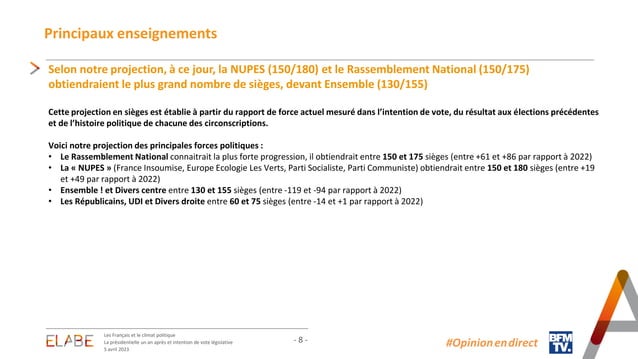 Principaux enseignements
Selon notre projection, à ce jour, la NUPES (150/180) et le Rassemblement National (150/175)
obtiendraient le plus grand nombre de sièges, devant Ensemble (130/155)
Cette projection en sièges est établie à partir du rapport de force actuel mesuré dans l’intention de vote, du résultat aux élections précédentes
et de l’histoire politique de chacune des circonscriptions.
Voici notre projection des principales forces politiques :
• Le Rassemblement National connaitrait la plus forte progression, il obtiendrait entre 150 et 175 sièges (entre +61 et +86 par rapport à 2022)
• La « NUPES » (France Insoumise, Europe Ecologie Les Verts, Parti Socialiste, Parti Communiste) obtiendrait entre 150 et 180 sièges (entre +19
et +49 par rapport à 2022)
• Ensemble ! et Divers centre entre 130 et 155 sièges (entre -119 et -94 par rapport à 2022)
• Les Républicains, UDI et Divers droite entre 60 et 75 sièges (entre -14 et +1 par rapport à 2022)
ELABE
Les Français et le climat politique
La présidentielle un an après et intention de vote législative
5 avril 2023
- 8 -
#Opinion en direct
BFM
TV.